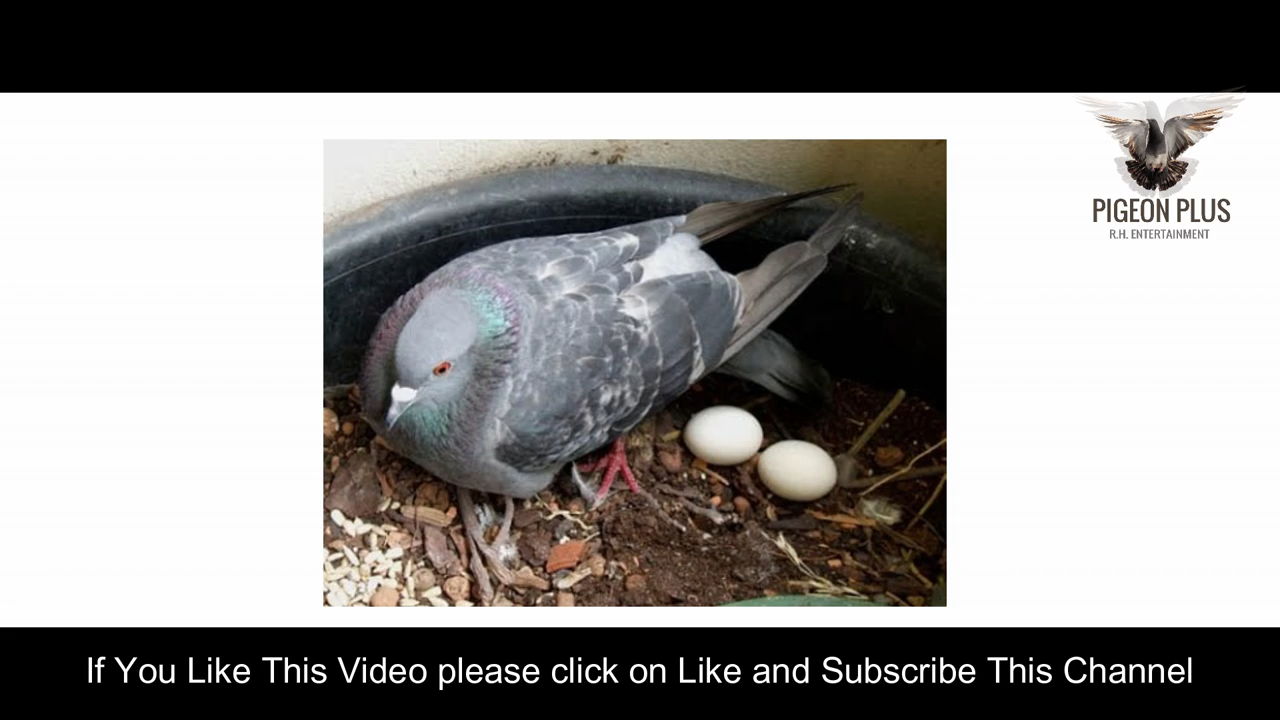 PIGEON PLUS
R.H. ENTERTAINMENT
If You Like This Video please click on Like and Subscribe This Channel